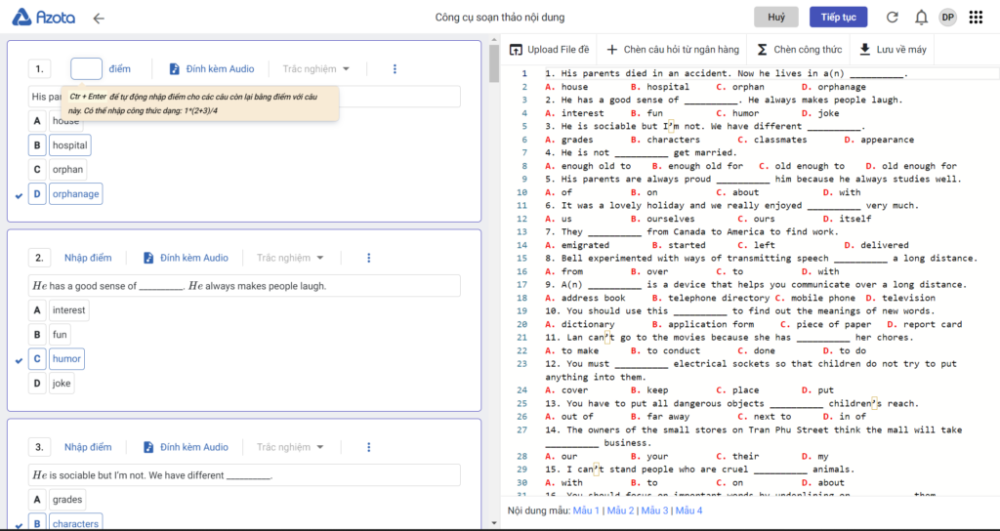 Azota
Công cụ soạn thảo nội dung
Huỷ
Tiếp tục
DP
1.
điểm
Đính kèm Audio
Trắc nghiệm
His par
Ctr + Enter để tự động nhập điểm cho các câu còn lại bằng điểm với câu
này. Có thể nhập công thức dạng: 1*(2+3)/4
A house
B hospital
C orphan
D orphanage
2.
Nhập điểm
Đính kèm Audio
Trắc nghiệm
He has a good sense of _________. He always makes people laugh.
A interest
B fun
C humor
D joke
3.
Nhập điểm
Đính kèm Audio
Trắc nghiệm
He is sociable but I'm not. We have different _________.
A grades
B characters
Upload File đề
Chèn câu hỏi từ ngân hàng
Chèn công thức
Lưu về máy
1 1. His parents died in an accident. Now he lives in a(n) __________.
2 A. house B. hospital C. orphan D. orphanage
3 2. He has a good sense of __________. He always makes people laugh.
4 A. interest B. fun C. humor D. joke
5 3. He is sociable but I’m not. We have different __________.
6 A. grades B. characters C. classmates D. appearance
7 4. He is not __________ get married.
8 A. enough old to B. enough old for C. old enough to D. old enough for
9 5. His parents are always proud __________ him because he always studies well.
10 A. of B. on C. about D. with
11 6. It was a lovely holiday and we really enjoyed __________ very much.
12 A. us B. ourselves C. ours D. itself
13 7. They __________ from Canada to America to find work.
14 A. emigrated B. started C. left D. delivered
15 8. Bell experimented with ways of transmitting speech __________ a long distance.
16 A. from B. over C. to D. with
17 9. A(n) __________ is a device that helps you communicate over a long distance.
18 A. address book B. telephone directory C. mobile phone D. television
19 10. You should use this __________ to find out the meanings of new words.
20 A. dictionary B. application form C. piece of paper D. report card
21 11. Lan can’t go to the movies because she has __________ her chores.
22 A. to make B. to conduct C. done D. to do
23 12. You must __________ electrical sockets so that children do not try to put
anything into them.
24 A. cover B. keep C. place D. put
25 13. You have to put all dangerous objects __________ children’s reach.
26 A. out of B. far away C. next to D. in of
27 14. The owners of the small stores on Tran Phu Street think the mall will take
__________ business.
28 A. our B. your C. their D. my
29 15. I can’t stand people who are cruel __________ animals.
30 A. with B. to C. on D. about
31 16. You should focus on important words by underlining or __________ them.
Nội dung mẫu: Mẫu 1 | Mẫu 2 | Mẫu 3 | Mẫu 4